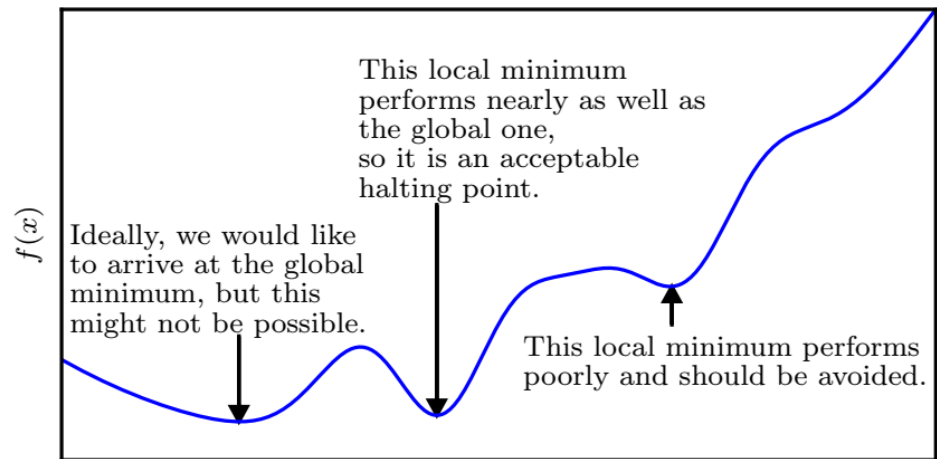 This local minimum
performs nearly as well as
the global one,
so it is an acceptable
halting point.
f(x)
Ideally, we would like
to arrive at the global
minimum, but this
might not be possible.
This local minimum performs
poorly and should be avoided.